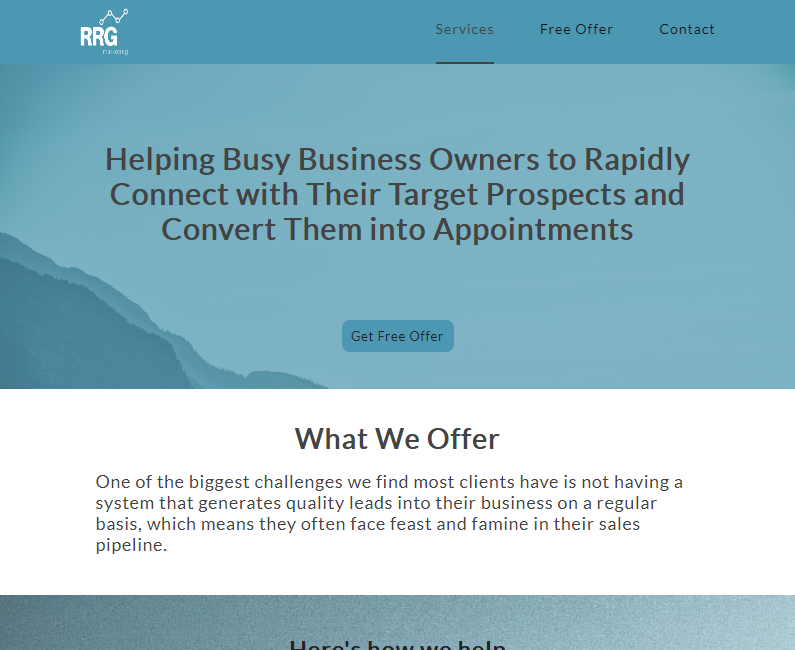 RRG
marketing
Services
Free Offer
Contact
Helping Busy Business Owners to Rapidly
Connect with Their Target Prospects and
Convert Them into Appointments
Get Free Offer
What We Offer
One of the biggest challenges we find most clients have is not having a
system that generates quality leads into their business on a regular
basis, which means they often face feast and famine in their sales
pipeline.
Here's how we help